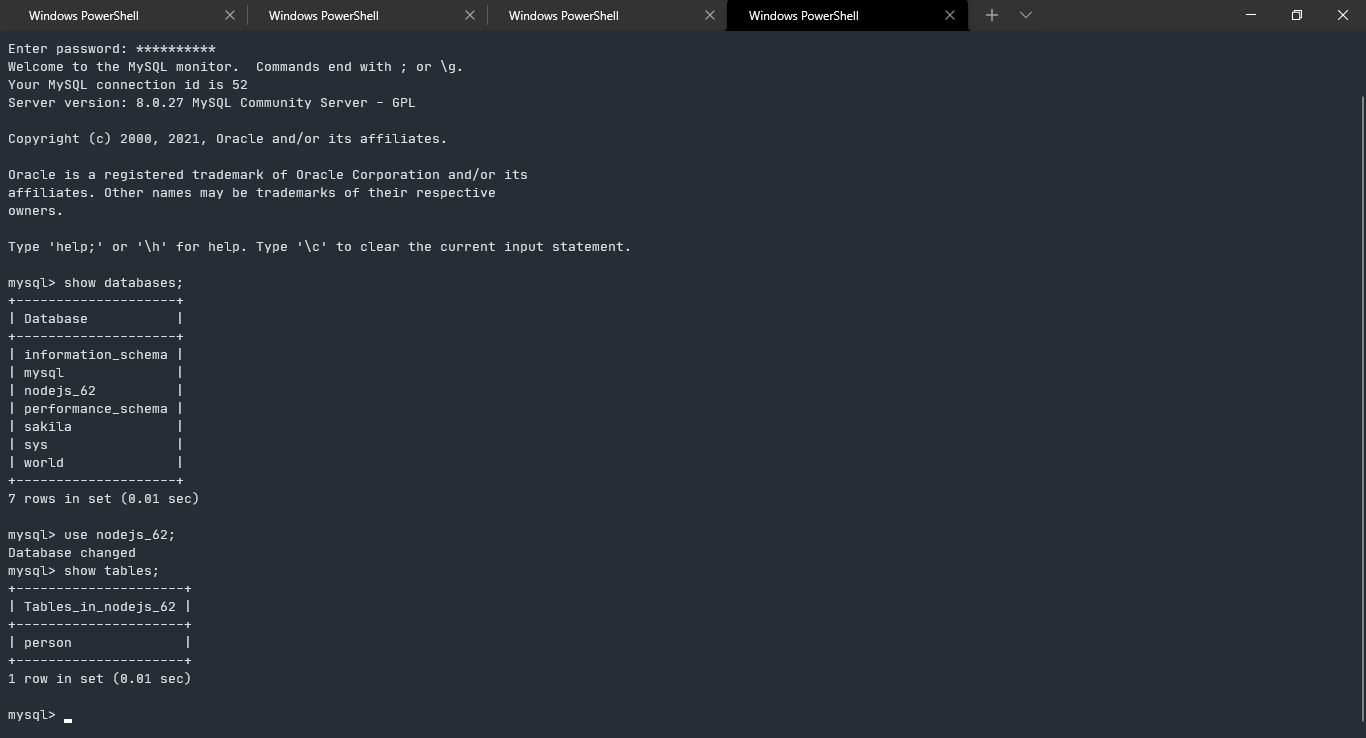 Windows PowerShell
Windows PowerShell
Windows PowerShell
Windows PowerShell
Enter password: **********
Welcome to the MySQL monitor.  Commands end with ; or \g.
Your MySQL connection id is 52
Server version: 8.0.27 MySQL Community Server - GPL
Copyright (c) 2000, 2021, Oracle and/or its affiliates.
Oracle is a registered trademark of Oracle Corporation and/or its
affiliates. Other names may be trademarks of their respective
owners.
Type 'help;' or '\h' for help. Type '\c' to clear the current input statement.
mysql> show databases;
+--------------------+
| Database           |
+--------------------+
| information_schema |
| mysql              |
| nodejs_62          |
| performance_schema |
| sakila             |
| sys                |
| world              |
+--------------------+
7 rows in set (0.01 sec)
mysql> use nodejs_62;
Database changed
mysql> show tables;
+---------------------+
| Tables_in_nodejs_62 |
+---------------------+
| person              |
+---------------------+
1 row in set (0.01 sec)
mysql>